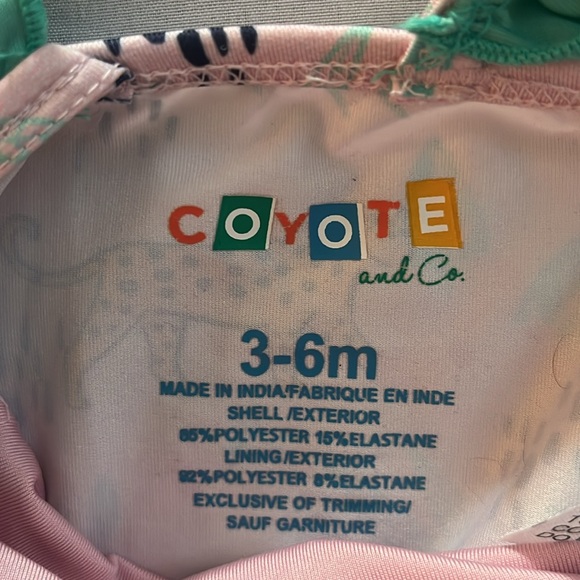 COYOTE
and Co.
3-6m
MADE IN INDIA/FABRIQUE EN INDE
SHELL /EXTERIOR
85%POLYESTER 15%ELASTANE
LINING/EXTERIOR
92%POLYESTER 8%ELASTANE
EXCLUSIVE OF TRIMMING/
SAUF GARNITURE